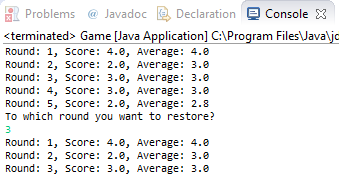 Problems @ Javadoc Declaration Console
<terminated> Game [Java Application] C:\Program Files\Java\jd
Round: 1, Score: 4.0, Average: 4.0
Round: 2, Score: 2.0, Average: 3.0
Round: 3, Score: 3.0, Average: 3.0
Round: 4, Score: 3.0, Average: 3.0
Round: 5, Score: 2.0, Average: 2.8
To which round you want to restore?
3
Round: 1, Score: 4.0, Average: 4.0
Round: 2, Score: 2.0, Average: 3.0
Round: 3, Score: 3.0, Average: 3.0